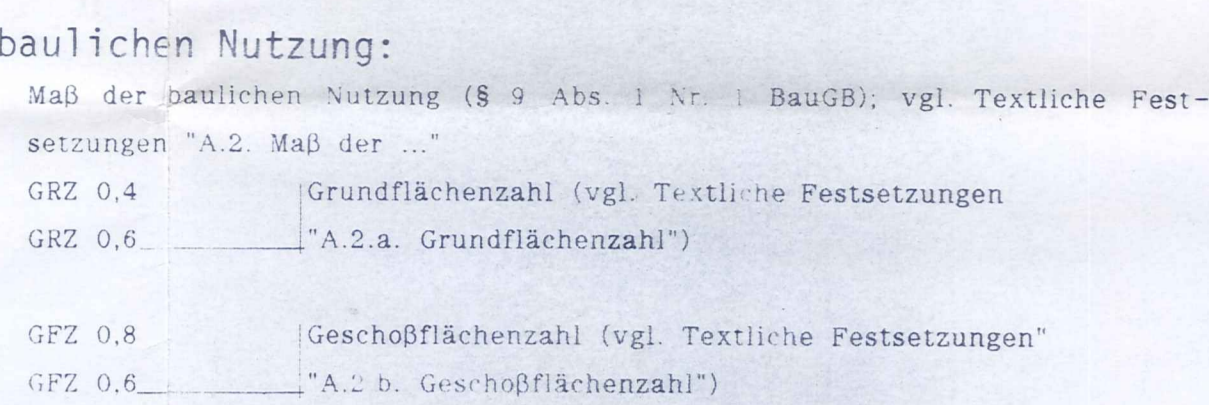 baulichen Nutzung:
Maß der baulichen Nutzung (§ 9 Abs. 1 Nr. 1 BauGB); vgl. Textliche Fest-
setzungen "A.2. Maß der ..."
GRZ 0,4 Grundflächenzahl (vgl. Textliche Festsetzungen
GRZ 0,6 "A.2.a. Grundflächenzahl")
GFZ 0,8 Geschoßflächenzahl (vgl. Textliche Festsetzungen"
GFZ 0,6 "A.2 b. Geschoßflächenzahl")